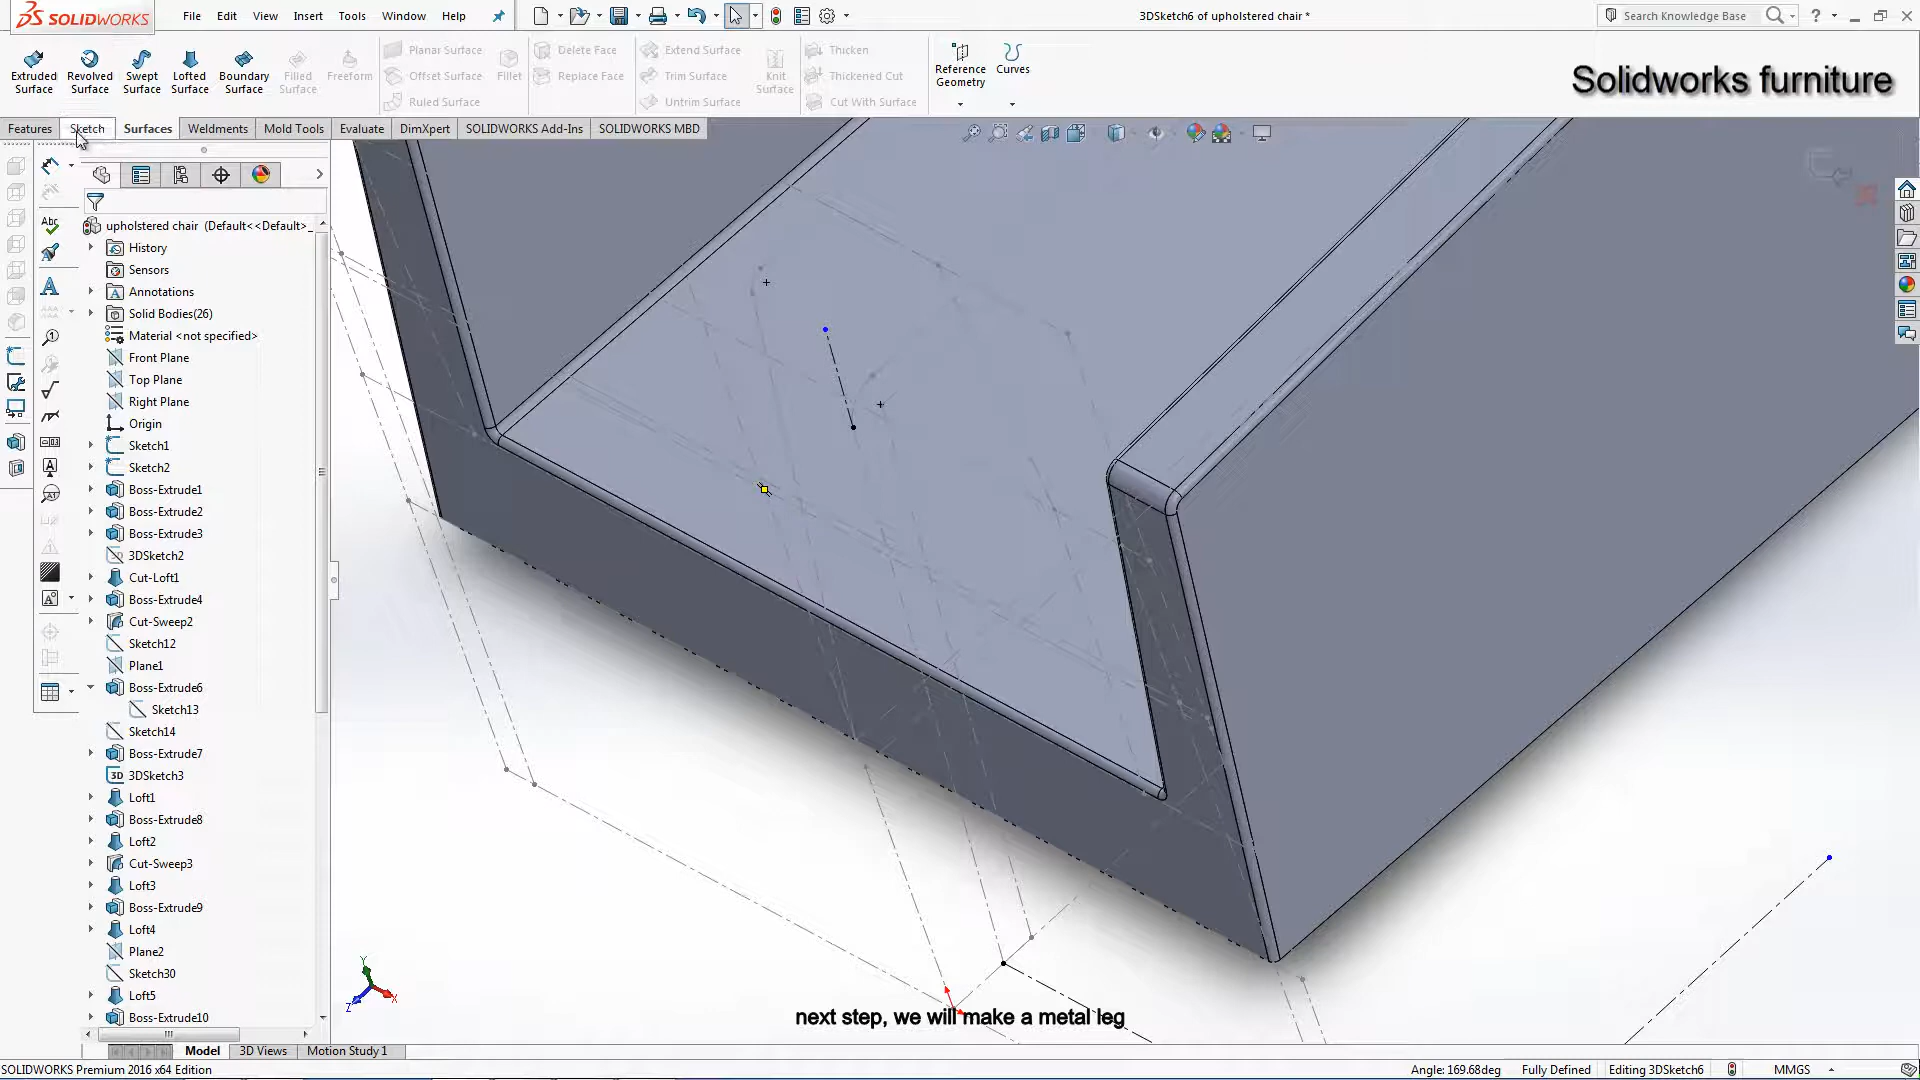 SOLIDWORKS
File Edit View Insert Tools Window Help
3DSketch6 of upholstered chair *
Search Knowledge Base
Extruded Surface
Revolved Surface
Swept Surface
Lofted Surface
Boundary Surface
Filled Surface
Freeform
Planar Surface
Offset Surface
Ruled Surface
Fillet
Delete Face
Replace Face
Extend Surface
Trim Surface
Untrim Surface
Knit Surface
Thicken
Thickened Cut
Cut With Surface
Reference Geometry
Curves
Solidworks furniture
Features Sketch Surfaces Weldments Mold Tools Evaluate DimXpert SOLIDWORKS Add-Ins SOLIDWORKS MBD
upholstered chair (Default<<Default>_
History
Sensors
Annotations
Solid Bodies(26)
Material <not specified>
Front Plane
Top Plane
Right Plane
Origin
Sketch1
Sketch2
Boss-Extrude1
Boss-Extrude2
Boss-Extrude3
3DSketch2
Cut-Loft1
Boss-Extrude4
Cut-Sweep2
Sketch12
Plane1
Boss-Extrude6
Sketch13
Sketch14
Boss-Extrude7
3D 3DSketch3
Loft1
Boss-Extrude8
Loft2
Cut-Sweep3
Loft3
Boss-Extrude9
Loft4
Plane2
Sketch30
Loft5
Boss-Extrude10
next step, we will make a metal leg
Model 3D Views Motion Study 1
SOLIDWORKS Premium 2016 x64 Edition
Angle: 169.68deg Fully Defined Editing 3DSketch6 MMGS